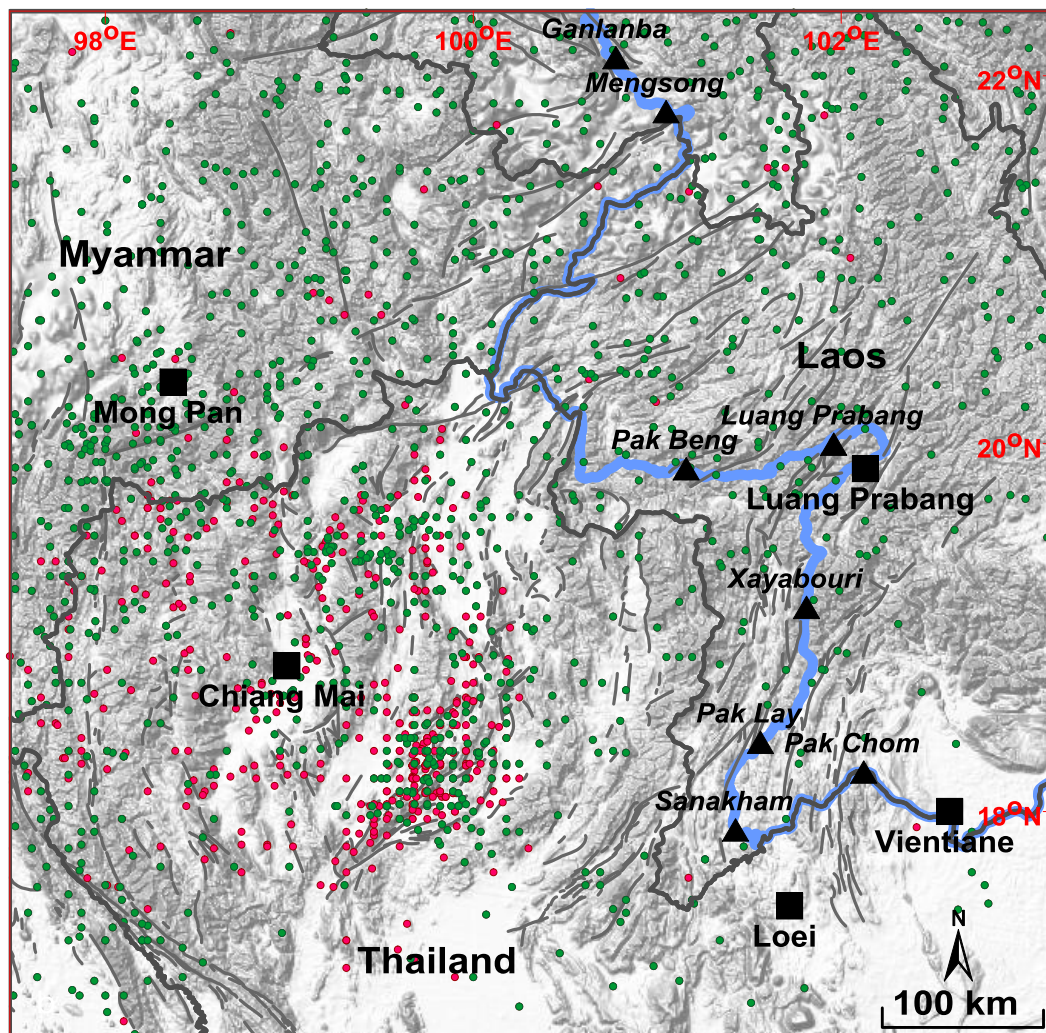 98°E
100°E
102°E
Ganlanba
22°N
Mengsong
Myanmar
Laos
Mong Pan
Luang Prabang
Pak Beng
20°N
Luang Prabang
Xayabouri
Chiang Mai
Pak Lay
Pak Chom
Sanakham
18°N
Vientiane
Loei
N
Thailand
100 km